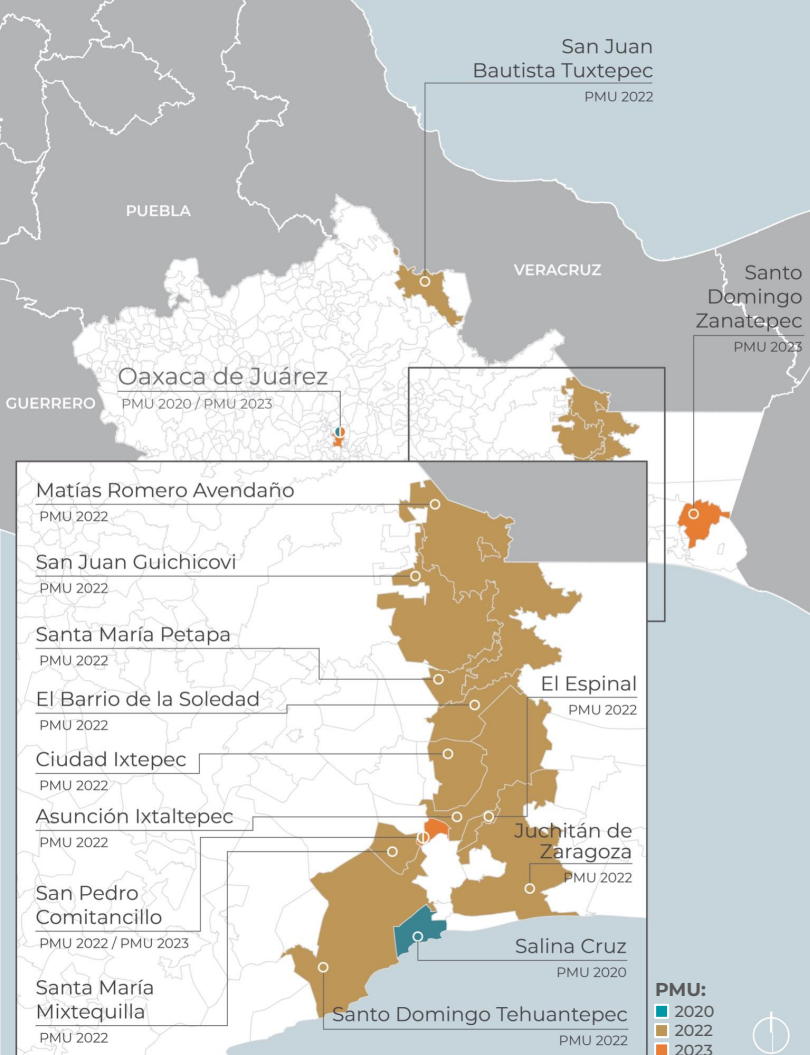 San Juan
Bautista Tuxtepec
PMU 2022
PUEBLA
VERACRUZ
Santo
Domingo
Zanatepec
PMU 2023
Oaxaca de Juárez
PMU 2020 / PMU 2023
GUERRERO
Matías Romero Avendaño
PMU 2022
San Juan Guichicovi
PMU 2022
Santa María Petapa
PMU 2022
El Espinal
PMU 2022
El Barrio de la Soledad
PMU 2022
Ciudad Ixtepec
PMU 2022
Asunción Ixtaltepec
PMU 2022
Juchitán de
Zaragoza
PMU 2022
San Pedro
Comitancillo
PMU 2022 / PMU 2023
Salina Cruz
PMU 2020
Santa María
Mixtequilla
PMU 2022
Santo Domingo Tehuantepec
PMU 2022
PMU:
2020
2022
2023